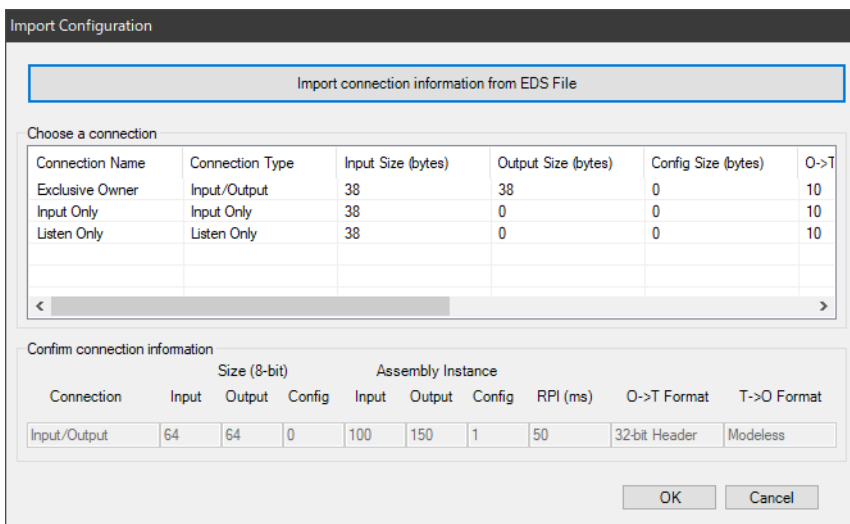 Import Configuration
Import connection information from EDS File
Choose a connection
Connection Name Connection Type Input Size (bytes) Output Size (bytes) Config Size (bytes) O->T
Exclusive Owner Input/Output 38 38 0 10
Input Only Input Only 38 0 0 10
Listen Only Listen Only 38 0 0 10
Confirm connection information
Size (8-bit) Assembly Instance
Connection Input Output Config Input Output Config RPI (ms) O->T Format T->O Format
Input/Output 64 64 0 100 150 1 50 32-bit Header Modeless
OK Cancel